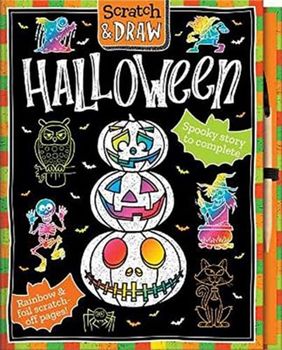 Scratch
& DRAW
HALLOWEEN
Spooky story
to complete
Rainbow &
foil scratch-
off pages!